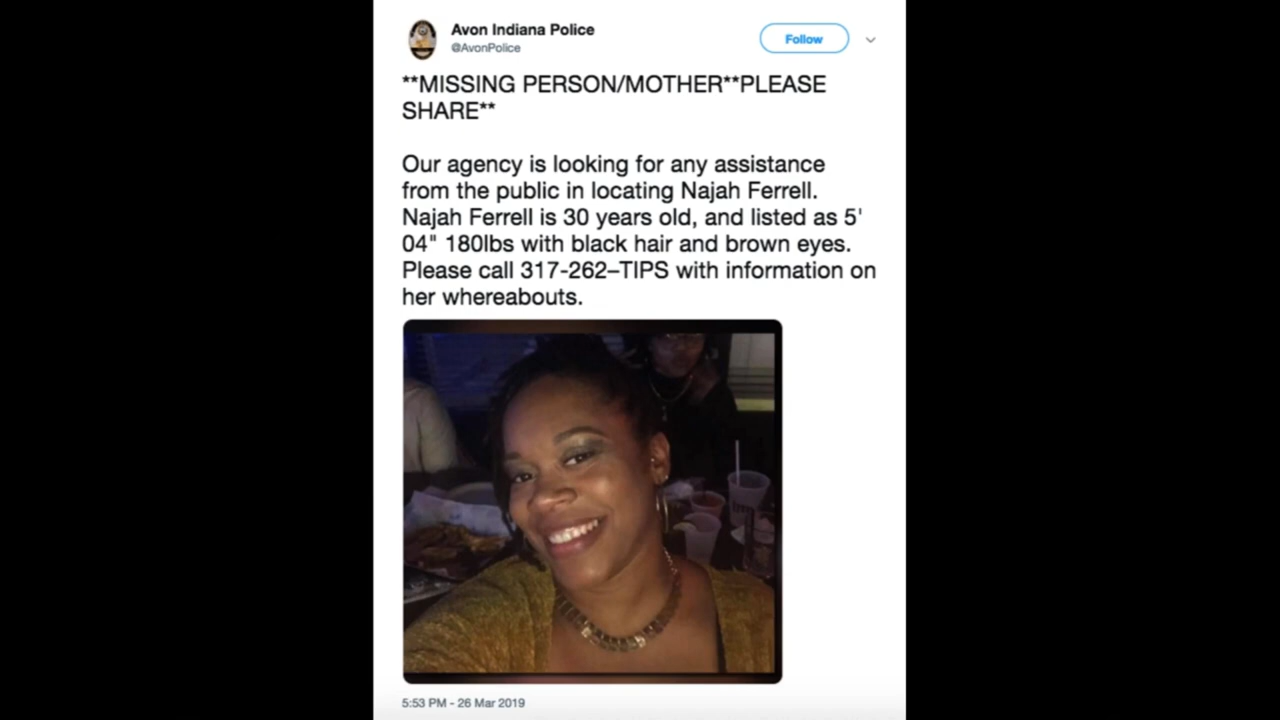 Avon Indiana Police
@AvonPolice
Follow
**MISSING PERSON/MOTHER**PLEASE
SHARE**
Our agency is looking for any assistance
from the public in locating Najah Ferrell.
Najah Ferrell is 30 years old, and listed as 5'
04" 180lbs with black hair and brown eyes.
Please call 317-262–TIPS with information on
her whereabouts.
5:53 PM - 26 Mar 2019